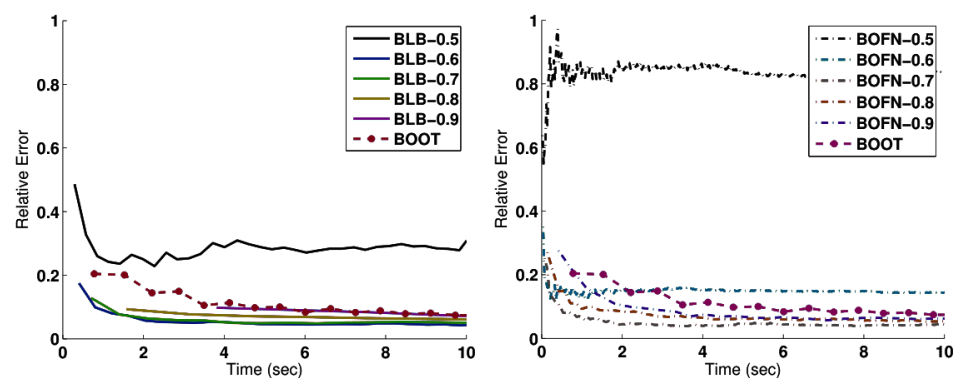 1
0.8
0.6
0.4
0.2
0
Relative Error
0 2 4 6 8 10
Time (sec)
BLB−0.5
BLB−0.6
BLB−0.7
BLB−0.8
BLB−0.9
BOOT
1
0.8
0.6
0.4
0.2
0
Relative Error
0 2 4 6 8 10
Time (sec)
BOFN−0.5
BOFN−0.6
BOFN−0.7
BOFN−0.8
BOFN−0.9
BOOT